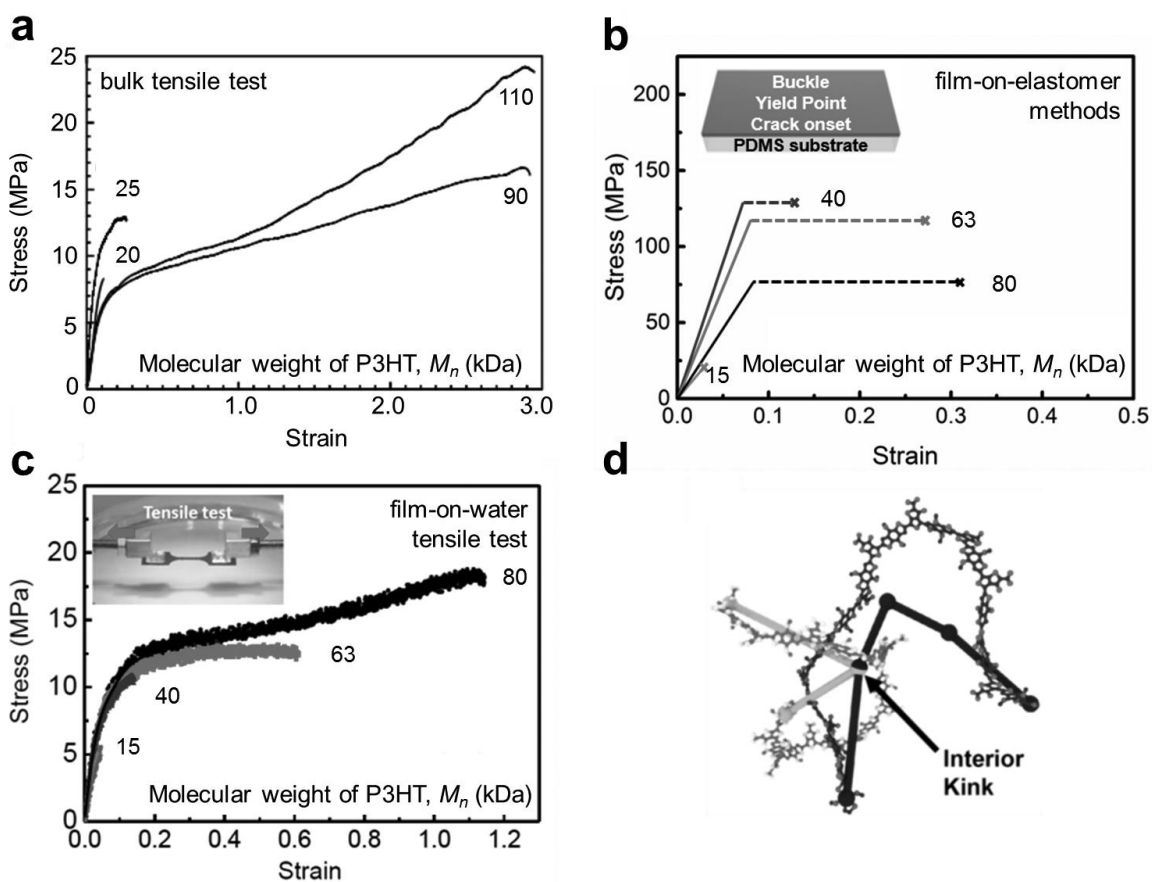 a
bulk tensile test
25
20
15
10
5
0
Stress (MPa)
25
20
110
90
Molecular weight of P3HT, Mn (kDa)
0
1.0
2.0
3.0
Strain
b
film-on-elastomer
methods
Buckle
Yield Point
Crack onset
PDMS substrate
200
150
100
50
0
Stress (MPa)
40
63
80
15
Molecular weight of P3HT, Mn (kDa)
0.0
0.1
0.2
0.3
0.4
0.5
Strain
c
film-on-water
tensile test
Tensile test
25
20
15
10
5
0
Stress (MPa)
80
63
40
15
Molecular weight of P3HT, Mn (kDa)
0.0
0.2
0.4
0.6
0.8
1.0
1.2
Strain
d
Interior
Kink